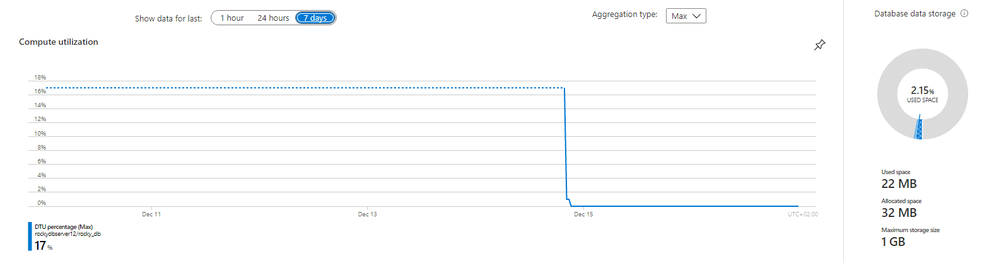 Show data for last:
1 hour
24 hours
7 days
Aggregation type:
Max
Compute utilization
18%
16%
14%
12%
10%
8%
6%
4%
2%
0%
Dec 11
Dec 13
Dec 15
UTC+02:00
DTU percentage (Max)
rockydbserver12/rocky_db
17 %
Database data storage
2.15%
USED SPACE
Used space
22 MB
Allocated space
32 MB
Maximum storage size
1 GB